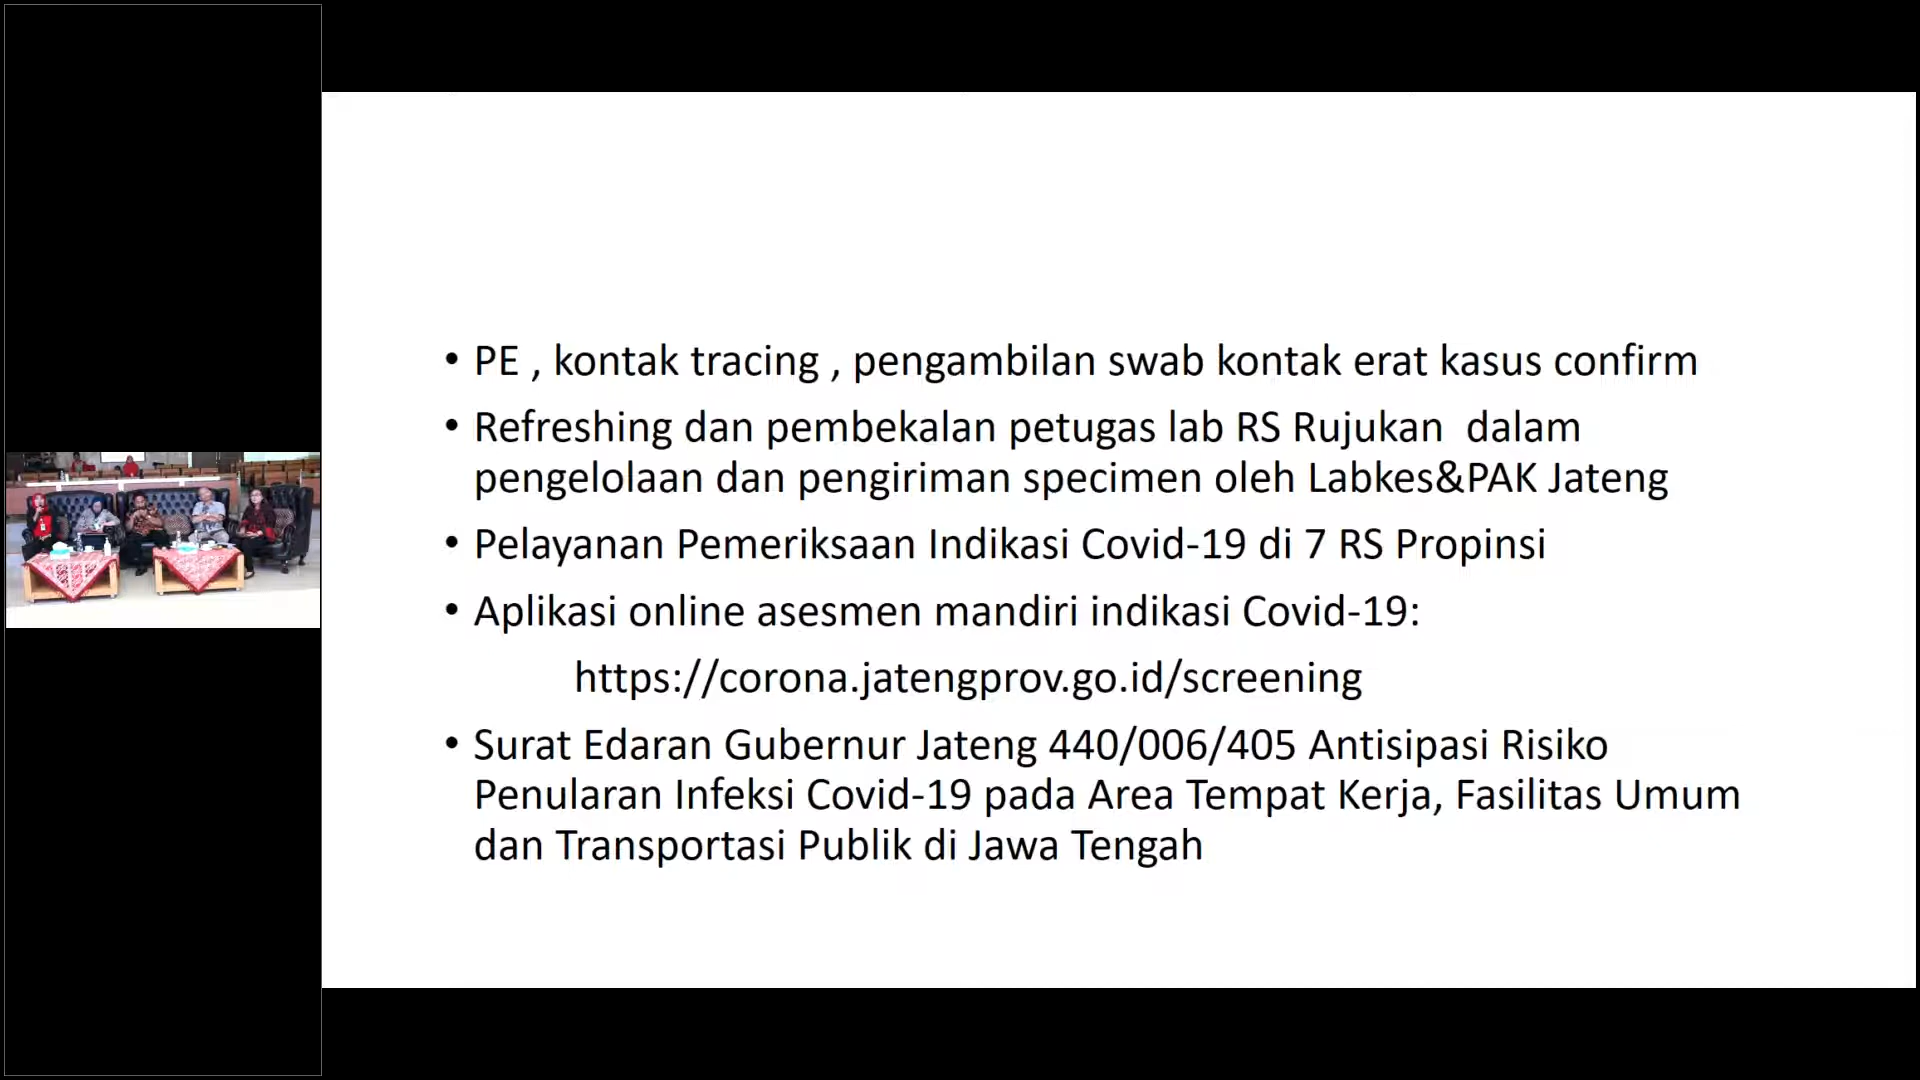 • PE , kontak tracing , pengambilan swab kontak erat kasus confirm
• Refreshing dan pembekalan petugas lab RS Rujukan  dalam
pengelolaan dan pengiriman specimen oleh Labkes&PAK Jateng
• Pelayanan Pemeriksaan Indikasi Covid-19 di 7 RS Propinsi
• Aplikasi online asesmen mandiri indikasi Covid-19:
https://corona.jatengprov.go.id/screening
• Surat Edaran Gubernur Jateng 440/006/405 Antisipasi Risiko
Penularan Infeksi Covid-19 pada Area Tempat Kerja, Fasilitas Umum
dan Transportasi Publik di Jawa Tengah